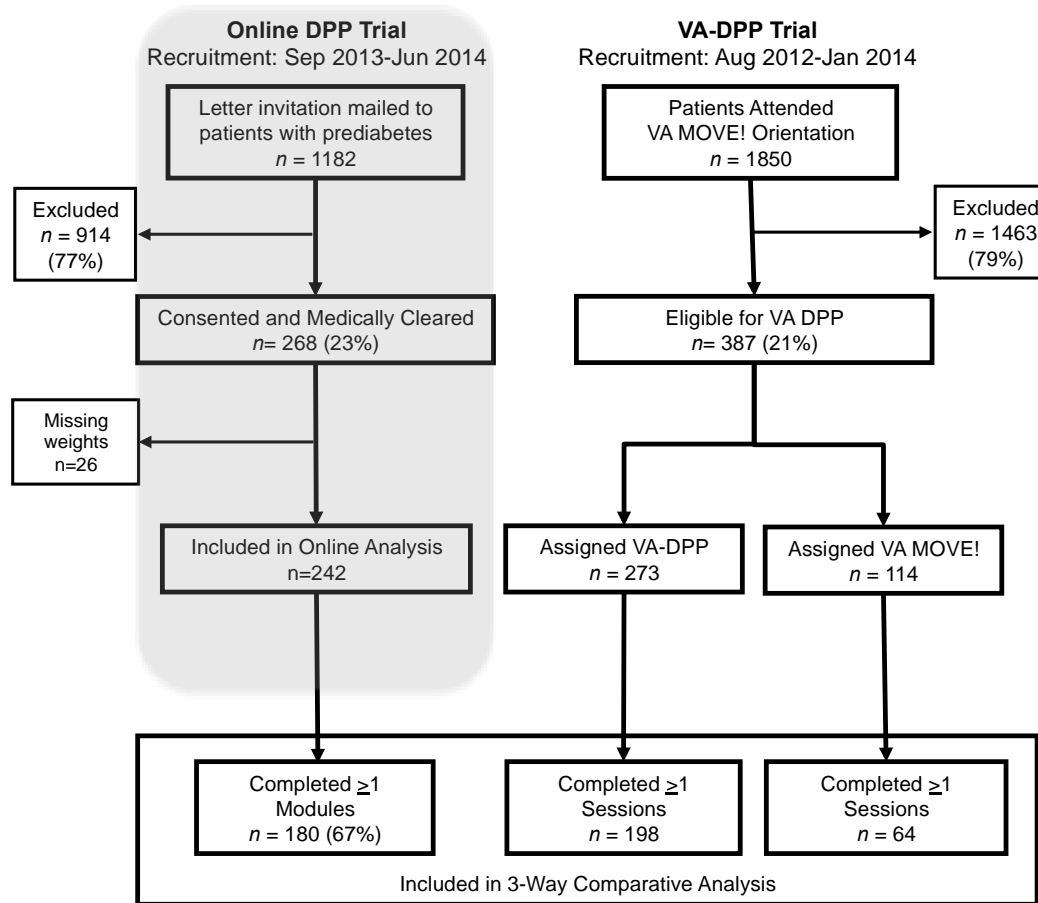 Online DPP Trial
Recruitment: Sep 2013-Jun 2014
Letter invitation mailed to
patients with prediabetes
n = 1182
Excluded
n = 914
(77%)
Consented and Medically Cleared
n= 268 (23%)
Missing
weights
n=26
Included in Online Analysis
n=242
Completed ≥1
Modules
n = 180 (67%)
VA-DPP Trial
Recruitment: Aug 2012-Jan 2014
Patients Attended
VA MOVE! Orientation
n = 1850
Excluded
n = 1463
(79%)
Eligible for VA DPP
n= 387 (21%)
Assigned VA-DPP
n = 273
Assigned VA MOVE!
n = 114
Completed ≥1
Sessions
n = 198
Completed ≥1
Sessions
n = 64
Included in 3-Way Comparative Analysis